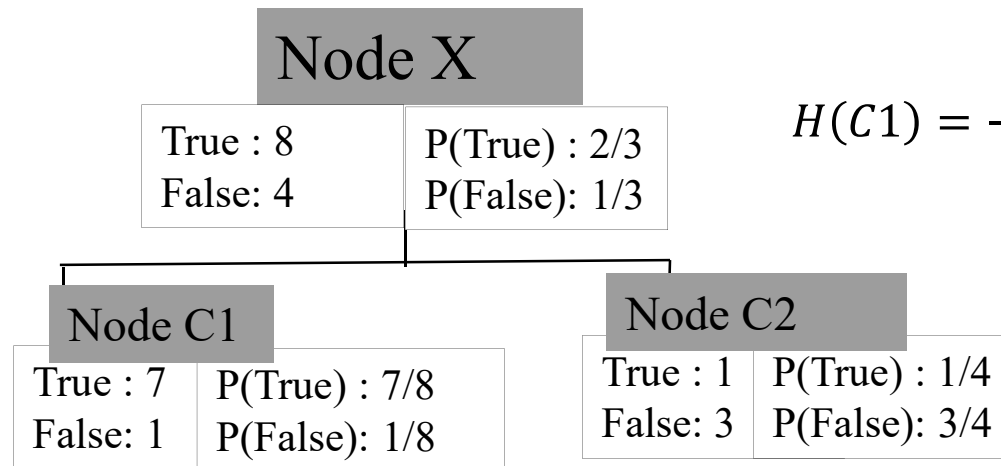 Node X
True : 8
False: 4
P(True) : 2/3
P(False): 1/3
H(C1) = -
Node C1
True : 7
False: 1
P(True) : 7/8
P(False): 1/8
Node C2
True : 1
False: 3
P(True) : 1/4
P(False): 3/4